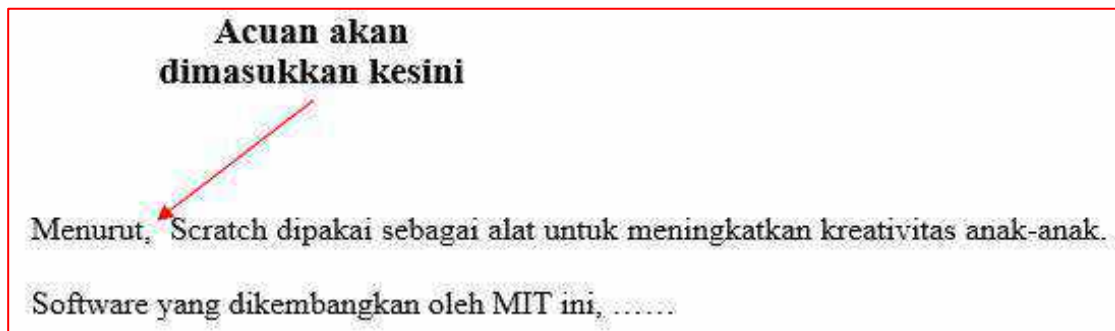 Acuan akan
dimasukkan kesini
Menurut, Scratch dipakai sebagai alat untuk meningkatkan kreativitas anak-anak.
Software yang dikembangkan oleh MIT ini, ......